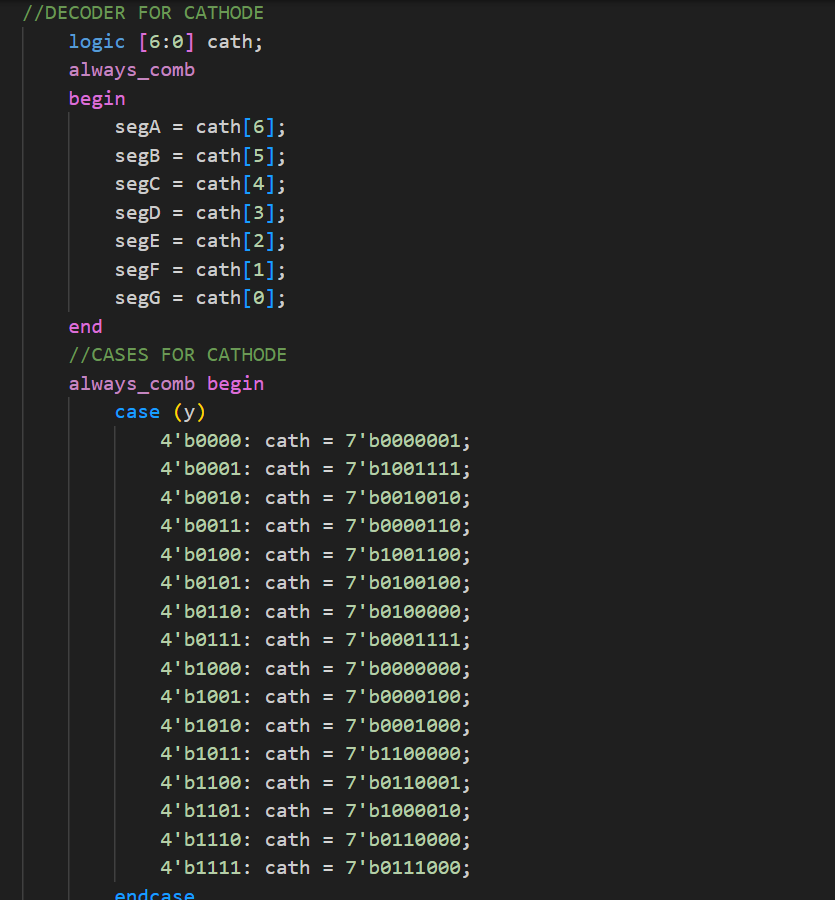 //DECODER FOR CATHODE
logic [6:0] cath;
always_comb
begin
segA = cath[6];
segB = cath[5];
segC = cath[4];
segD = cath[3];
segE = cath[2];
segF = cath[1];
segG = cath[0];
end
//CASES FOR CATHODE
always_comb begin
case (y)
4'b0000: cath = 7'b0000001;
4'b0001: cath = 7'b1001111;
4'b0010: cath = 7'b0010010;
4'b0011: cath = 7'b0000110;
4'b0100: cath = 7'b1001100;
4'b0101: cath = 7'b0100100;
4'b0110: cath = 7'b0100000;
4'b0111: cath = 7'b0001111;
4'b1000: cath = 7'b0000000;
4'b1001: cath = 7'b0000100;
4'b1010: cath = 7'b0001000;
4'b1011: cath = 7'b1100000;
4'b1100: cath = 7'b0110001;
4'b1101: cath = 7'b1000010;
4'b1110: cath = 7'b0110000;
4'b1111: cath = 7'b0111000;
endcase